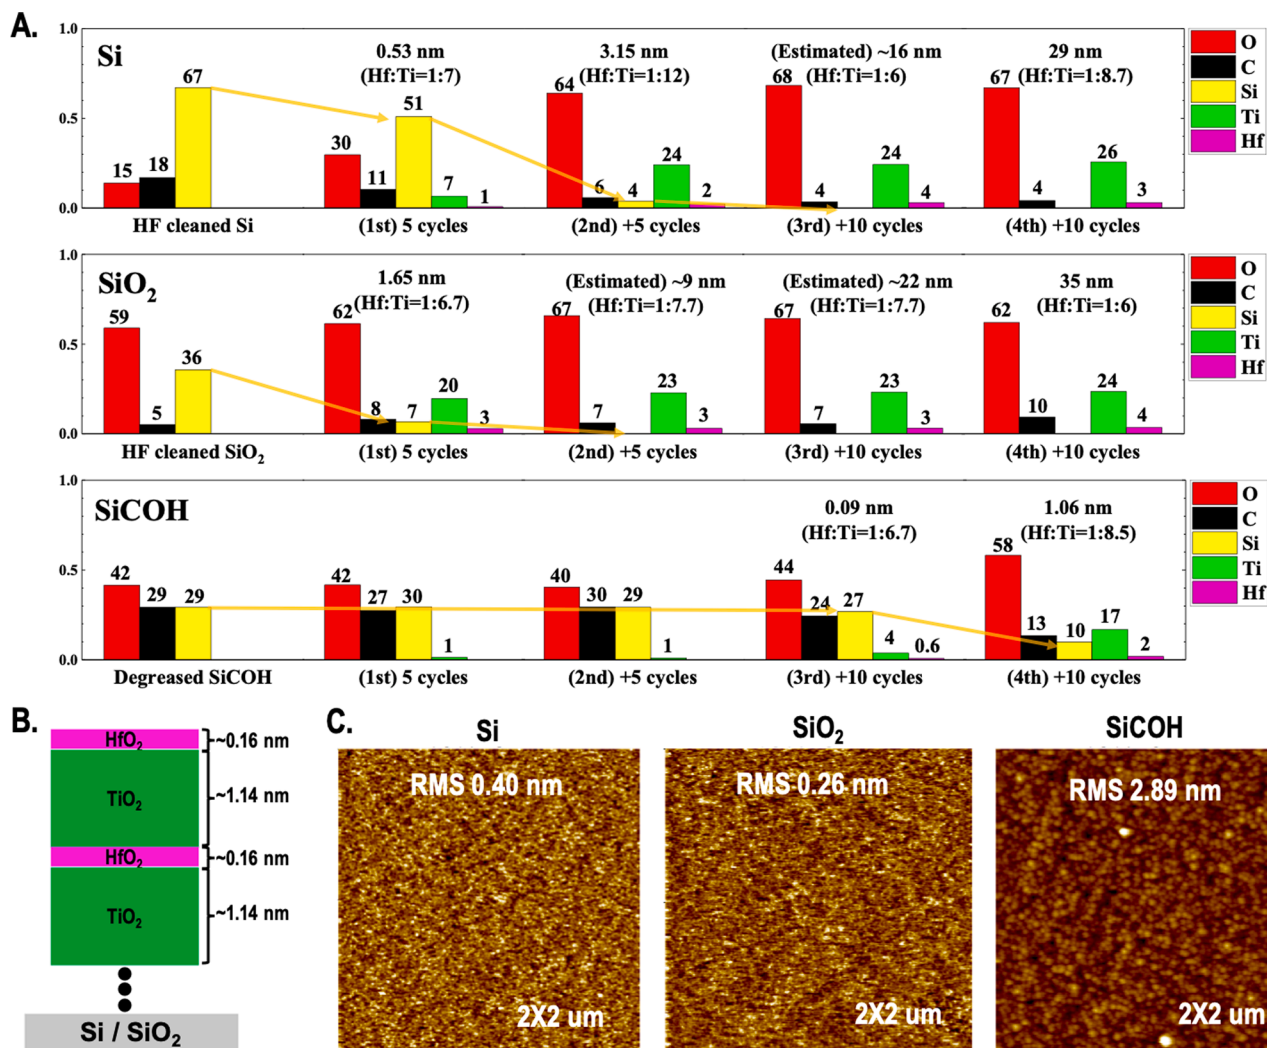 A.
Si
0.53 nm
(Hf:Ti=1:7)
3.15 nm
(Hf:Ti=1:12)
(Estimated) ~16 nm
(Hf:Ti=1:6)
29 nm
(Hf:Ti=1:8.7)
1.0
0.5
0.0
15 18 67
30 11 51 7 1
64 6 4 24 2
68 4 24 4
67 4 26 3
HF cleaned Si
(1st) 5 cycles
(2nd) +5 cycles
(3rd) +10 cycles
(4th) +10 cycles
O
C
Si
Ti
Hf
SiO2
1.65 nm
(Hf:Ti=1:6.7)
(Estimated) ~9 nm
(Hf:Ti=1:7.7)
(Estimated) ~22 nm
(Hf:Ti=1:7.7)
35 nm
(Hf:Ti=1:6)
1.0
0.5
0.0
59 5 36
62 8 7 20 3
67 7 23 3
67 7 23 3
62 10 24 4
HF cleaned SiO2
(1st) 5 cycles
(2nd) +5 cycles
(3rd) +10 cycles
(4th) +10 cycles
O
C
Si
Ti
Hf
SiCOH
0.09 nm
(Hf:Ti=1:6.7)
1.06 nm
(Hf:Ti=1:8.5)
1.0
0.5
0.0
42 29 29
42 27 30 1
40 30 29 1
44 24 27 4 0.6
58 13 10 17 2
Degreased SiCOH
(1st) 5 cycles
(2nd) +5 cycles
(3rd) +10 cycles
(4th) +10 cycles
O
C
Si
Ti
Hf
B.
HfO2
~0.16 nm
TiO2
~1.14 nm
HfO2
~0.16 nm
TiO2
~1.14 nm
Si / SiO2
C.
Si
RMS 0.40 nm
2X2 um
SiO2
RMS 0.26 nm
2X2 um
SiCOH
RMS 2.89 nm
2X2 um